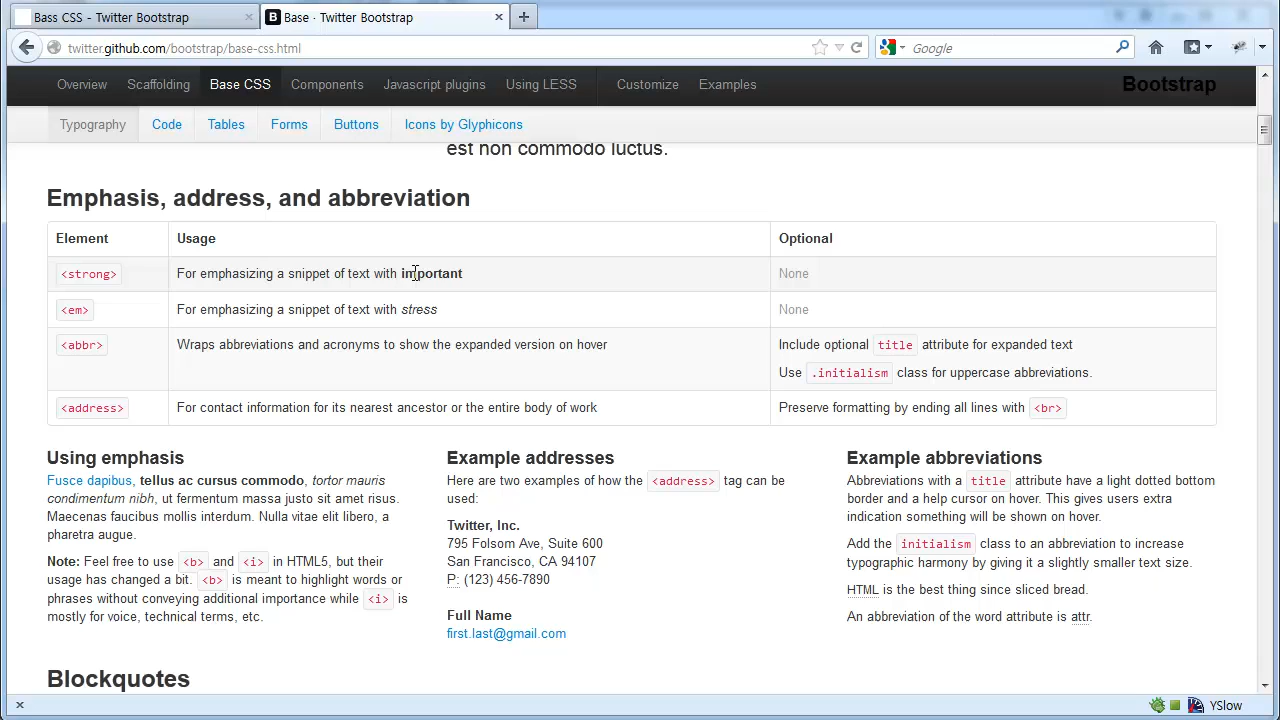 Bass CSS - Twitter Bootstrap
Base · Twitter Bootstrap
twitter.github.com/bootstrap/base-css.html
Google
Overview Scaffolding Base CSS Components Javascript plugins Using LESS Customize Examples Bootstrap
Typography Code Tables Forms Buttons Icons by Glyphicons
est non commodo luctus.
Emphasis, address, and abbreviation
Element Usage Optional
<strong> For emphasizing a snippet of text with important None
<em> For emphasizing a snippet of text with stress None
<abbr> Wraps abbreviations and acronyms to show the expanded version on hover Include optional title attribute for expanded text
Use .initialism class for uppercase abbreviations.
<address> For contact information for its nearest ancestor or the entire body of work Preserve formatting by ending all lines with <br>
Using emphasis
Fusce dapibus, tellus ac cursus commodo, tortor mauris
condimentum nibh, ut fermentum massa justo sit amet risus.
Maecenas faucibus mollis interdum. Nulla vitae elit libero, a
pharetra augue.
Note: Feel free to use <b> and <i> in HTML5, but their
usage has changed a bit. <b> is meant to highlight words or
phrases without conveying additional importance while <i> is
mostly for voice, technical terms, etc.
Example addresses
Here are two examples of how the <address> tag can be
used:
Twitter, Inc.
795 Folsom Ave, Suite 600
San Francisco, CA 94107
P: (123) 456-7890
Full Name
first.last@gmail.com
Example abbreviations
Abbreviations with a title attribute have a light dotted bottom
border and a help cursor on hover. This gives users extra
indication something will be shown on hover.
Add the initialism class to an abbreviation to increase
typographic harmony by giving it a slightly smaller text size.
HTML is the best thing since sliced bread.
An abbreviation of the word attribute is attr.
Blockquotes
YSlow